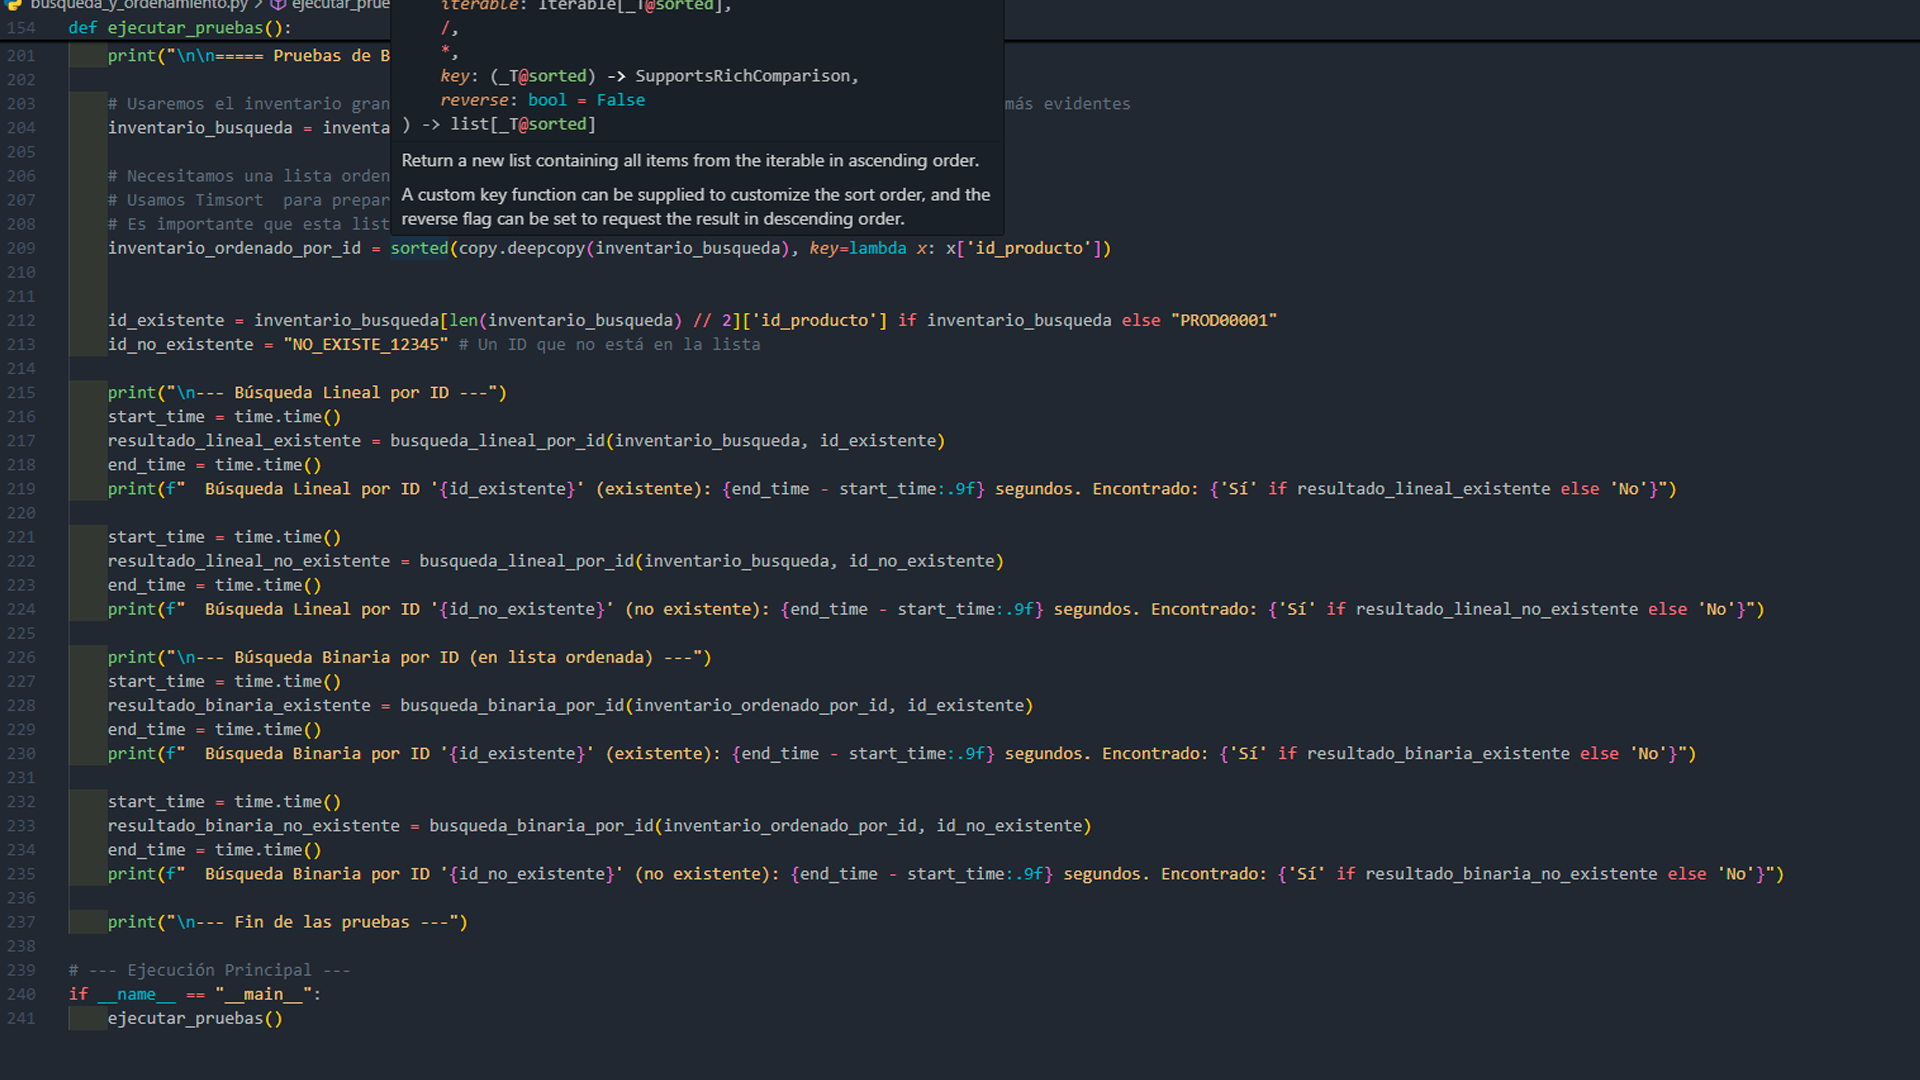 busqueda_y_ordenamiento.py > ejecutar_prue
iterable: Iterable[_T@sorted],
154 def ejecutar_pruebas():
/,
201 print("\n\n===== Pruebas de B
*,
202
key: (_T@sorted) -> SupportsRichComparison,
203 # Usaremos el inventario gran
reverse: bool = False
más evidentes
204 inventario_busqueda = inventa
) -> list[_T@sorted]
205
Return a new list containing all items from the iterable in ascending order.
206 # Necesitamos una lista orden
A custom key function can be supplied to customize the sort order, and the
207 # Usamos Timsort  para prepar
reverse flag can be set to request the result in descending order.
208 # Es importante que esta list
209 inventario_ordenado_por_id = sorted(copy.deepcopy(inventario_busqueda), key=lambda x: x['id_producto'])
210
211
212 id_existente = inventario_busqueda[len(inventario_busqueda) // 2]['id_producto'] if inventario_busqueda else "PROD00001"
213 id_no_existente = "NO_EXISTE_12345" # Un ID que no está en la lista
214
215 print("\n--- Búsqueda Lineal por ID ---")
216 start_time = time.time()
217 resultado_lineal_existente = busqueda_lineal_por_id(inventario_busqueda, id_existente)
218 end_time = time.time()
219 print(f"  Búsqueda Lineal por ID '{id_existente}' (existente): {end_time - start_time:.9f} segundos. Encontrado: {'Sí' if resultado_lineal_existente else 'No'}")
220
221 start_time = time.time()
222 resultado_lineal_no_existente = busqueda_lineal_por_id(inventario_busqueda, id_no_existente)
223 end_time = time.time()
224 print(f"  Búsqueda Lineal por ID '{id_no_existente}' (no existente): {end_time - start_time:.9f} segundos. Encontrado: {'Sí' if resultado_lineal_no_existente else 'No'}")
225
226 print("\n--- Búsqueda Binaria por ID (en lista ordenada) ---")
227 start_time = time.time()
228 resultado_binaria_existente = busqueda_binaria_por_id(inventario_ordenado_por_id, id_existente)
229 end_time = time.time()
230 print(f"  Búsqueda Binaria por ID '{id_existente}' (existente): {end_time - start_time:.9f} segundos. Encontrado: {'Sí' if resultado_binaria_existente else 'No'}")
231
232 start_time = time.time()
233 resultado_binaria_no_existente = busqueda_binaria_por_id(inventario_ordenado_por_id, id_no_existente)
234 end_time = time.time()
235 print(f"  Búsqueda Binaria por ID '{id_no_existente}' (no existente): {end_time - start_time:.9f} segundos. Encontrado: {'Sí' if resultado_binaria_no_existente else 'No'}")
236
237 print("\n--- Fin de las pruebas ---")
238
239 # --- Ejecución Principal ---
240 if __name__ == "__main__":
241 ejecutar_pruebas()